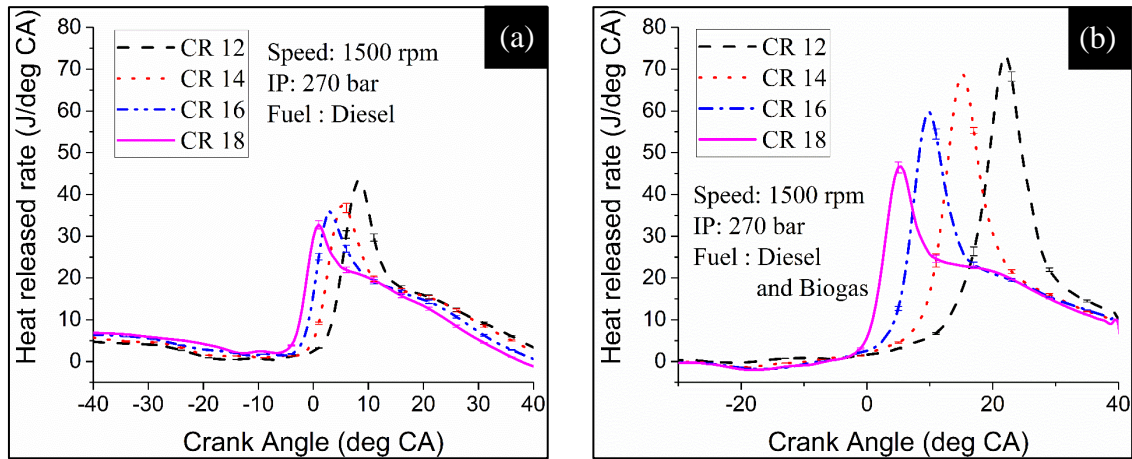 (a)
80
70
60
50
40
30
20
10
0
Heat released rate (J/deg CA)
CR 12
CR 14
CR 16
CR 18
Speed: 1500 rpm
IP: 270 bar
Fuel : Diesel
-40 -30 -20 -10 0 10 20 30 40
Crank Angle (deg CA)
(b)
80
70
60
50
40
30
20
10
0
Heat released rate (J/deg CA)
CR 12
CR 14
CR 16
CR 18
Speed: 1500 rpm
IP: 270 bar
Fuel : Diesel
and Biogas
-20 0 20 40
Crank Angle (deg CA)